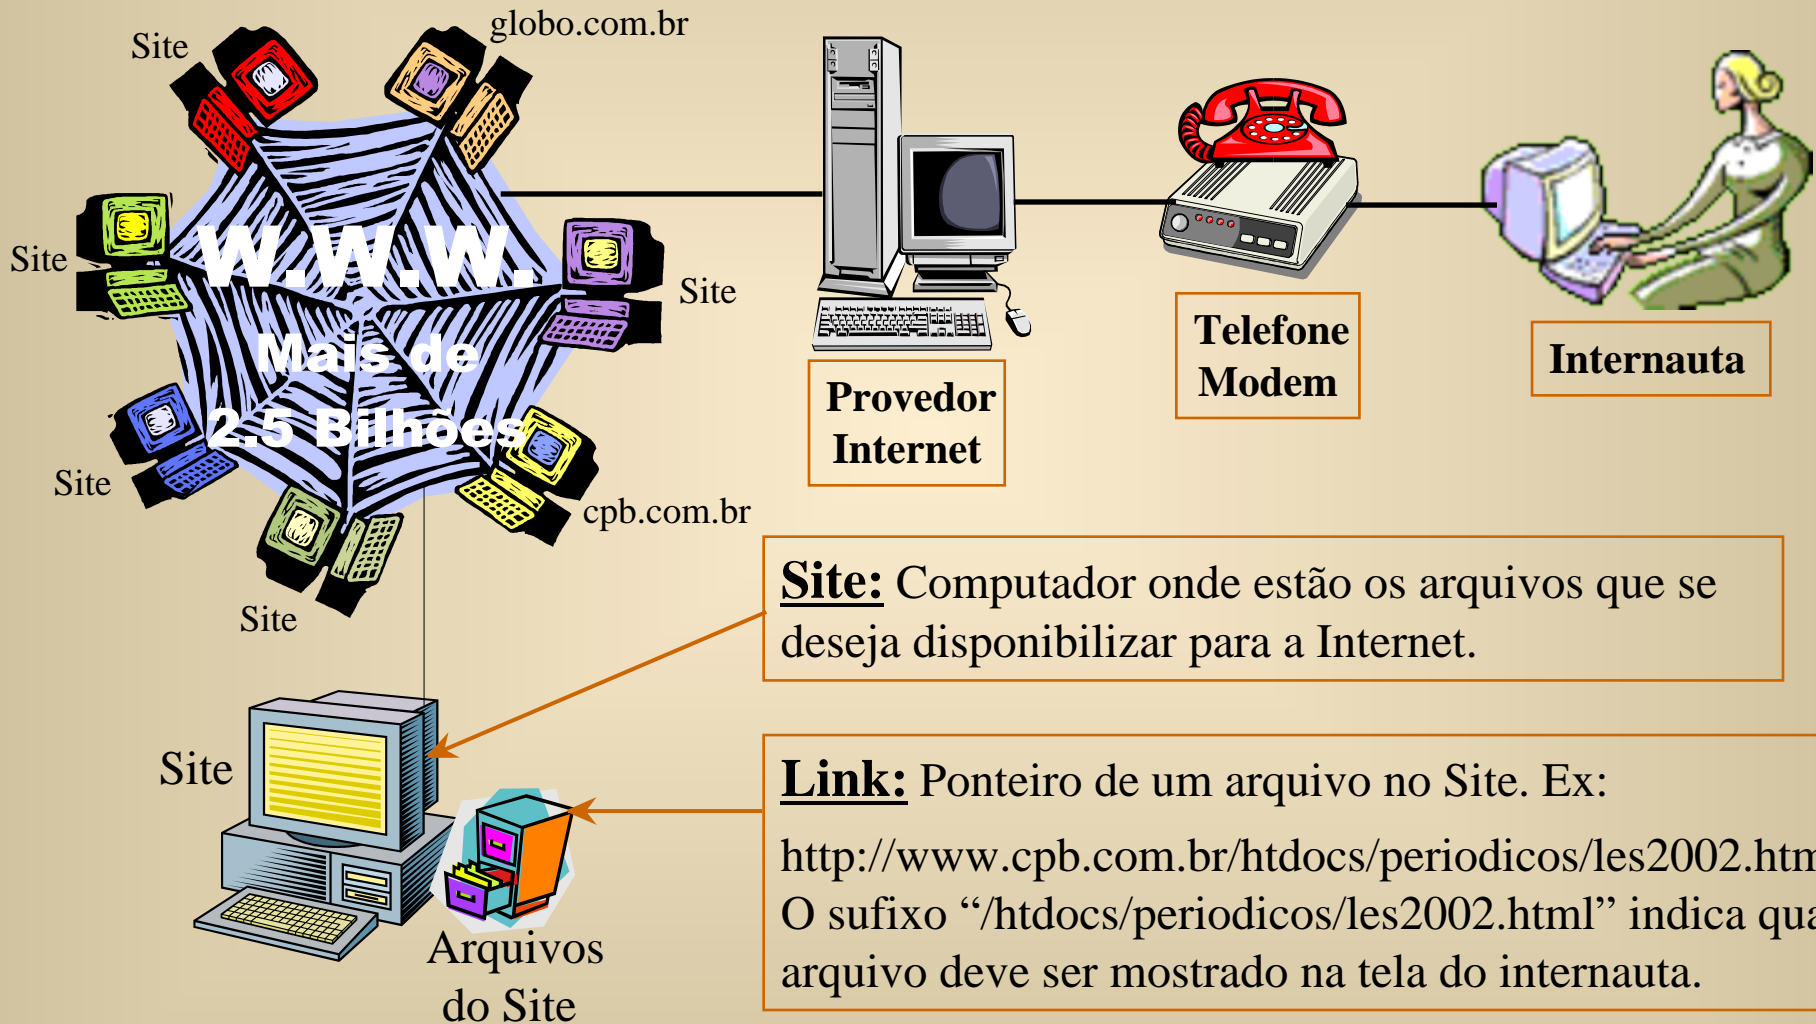 globo.com.br
Site
Site
W.W.W.
Site
Mais de
2.5 Bilhões
Site
cpb.com.br
Site
Provedor
Internet
Telefone
Modem
Internauta
Site: Computador onde estão os arquivos que se
deseja disponibilizar para a Internet.
Site
Link: Ponteiro de um arquivo no Site. Ex:
http://www.cpb.com.br/htdocs/periodicos/les2002.htm
O sufixo “/htdocs/periodicos/les2002.html” indica qua
arquivo deve ser mostrado na tela do internauta.
Arquivos
do Site